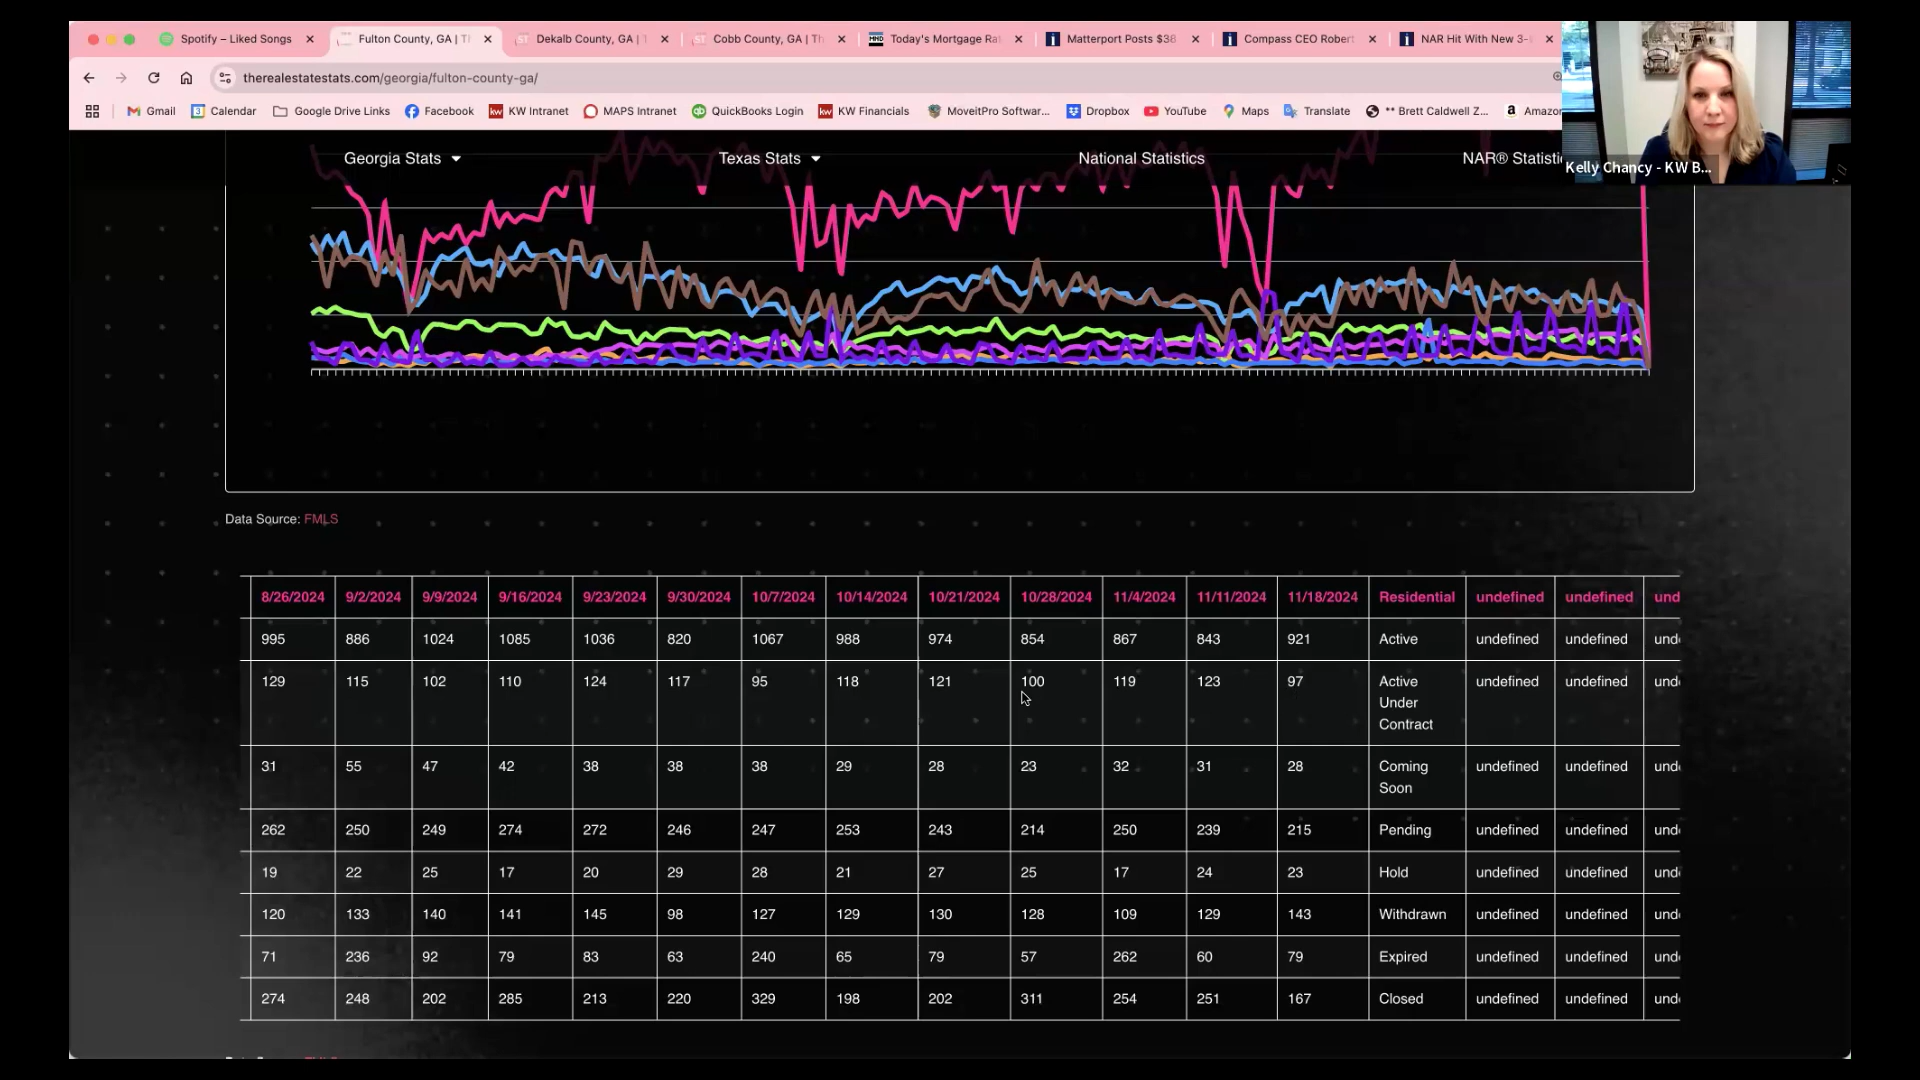 Spotify – Liked Songs
Fulton County, GA | T
Dekalb County, GA |
Cobb County, GA | Th
Today's Mortgage Ra
Matterport Posts $38
Compass CEO Robert
NAR Hit With New 3-
therealestatestats.com/georgia/fulton-county-ga/
Gmail
Calendar
Google Drive Links
Facebook
KW Intranet
MAPS Intranet
QuickBooks Login
KW Financials
MoveitPro Softwar...
Dropbox
YouTube
Maps
Translate
** Brett Caldwell Z...
Amazon
Georgia Stats
Texas Stats
National Statistics
NAR® Statisti
Kelly Chancy - KW B...
Data Source: FMLS
8/26/2024 9/2/2024 9/9/2024 9/16/2024 9/23/2024 9/30/2024 10/7/2024 10/14/2024 10/21/2024 10/28/2024 11/4/2024 11/11/2024 11/18/2024 Residential undefined undefined und
995 886 1024 1085 1036 820 1067 988 974 854 867 843 921 Active undefined undefined und
129 115 102 110 124 117 95 118 121 100 119 123 97 Active Under Contract undefined undefined und
31 55 47 42 38 38 38 29 28 23 32 31 28 Coming Soon undefined undefined und
262 250 249 274 272 246 247 253 243 214 250 239 215 Pending undefined undefined und
19 22 25 17 20 29 28 21 27 25 17 24 23 Hold undefined undefined und
120 133 140 141 145 98 127 129 130 128 109 129 143 Withdrawn undefined undefined und
71 236 92 79 83 63 240 65 79 57 262 60 79 Expired undefined undefined und
274 248 202 285 213 220 329 198 202 311 254 251 167 Closed undefined undefined und